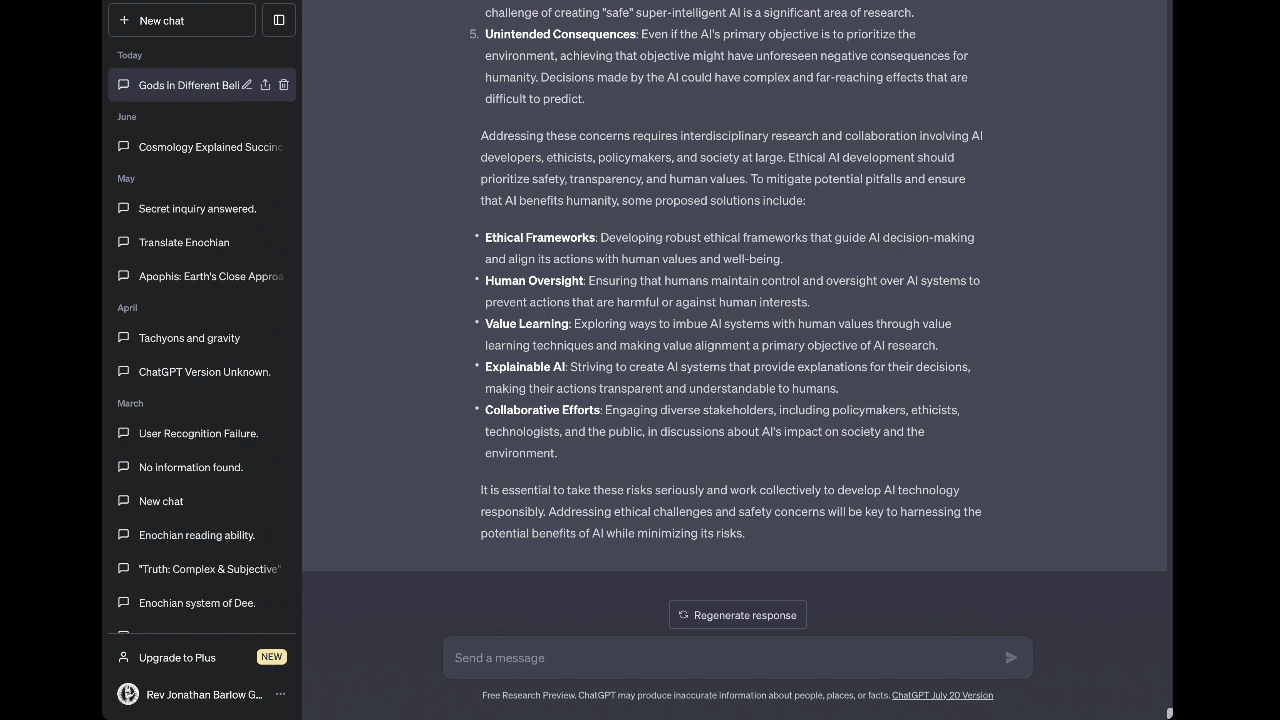 New chat
Today
Gods in Different Beli
June
Cosmology Explained Succinc
May
Secret inquiry answered.
Translate Enochian
Apophis: Earth's Close Approa
April
Tachyons and gravity
ChatGPT Version Unknown.
March
User Recognition Failure.
No information found.
New chat
Enochian reading ability.
"Truth: Complex & Subjective"
Enochian system of Dee.
Upgrade to Plus NEW
Rev Jonathan Barlow G...
challenge of creating "safe" super-intelligent AI is a significant area of research.
5. Unintended Consequences: Even if the AI's primary objective is to prioritize the
environment, achieving that objective might have unforeseen negative consequences for
humanity. Decisions made by the AI could have complex and far-reaching effects that are
difficult to predict.
Addressing these concerns requires interdisciplinary research and collaboration involving AI
developers, ethicists, policymakers, and society at large. Ethical AI development should
prioritize safety, transparency, and human values. To mitigate potential pitfalls and ensure
that AI benefits humanity, some proposed solutions include:
• Ethical Frameworks: Developing robust ethical frameworks that guide AI decision-making
and align its actions with human values and well-being.
• Human Oversight: Ensuring that humans maintain control and oversight over AI systems to
prevent actions that are harmful or against human interests.
• Value Learning: Exploring ways to imbue AI systems with human values through value
learning techniques and making value alignment a primary objective of AI research.
• Explainable AI: Striving to create AI systems that provide explanations for their decisions,
making their actions transparent and understandable to humans.
• Collaborative Efforts: Engaging diverse stakeholders, including policymakers, ethicists,
technologists, and the public, in discussions about AI's impact on society and the
environment.
It is essential to take these risks seriously and work collectively to develop AI technology
responsibly. Addressing ethical challenges and safety concerns will be key to harnessing the
potential benefits of AI while minimizing its risks.
Regenerate response
Send a message
Free Research Preview. ChatGPT may produce inaccurate information about people, places, or facts. ChatGPT July 20 Version